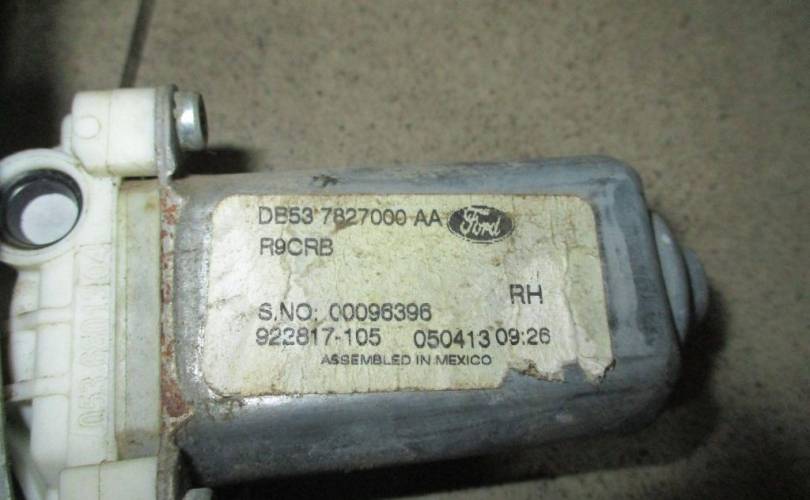 DB53 7827000 AA Ford
R9CRB
RH
S.NO: 00096396
922817-105 050413 09:26
ASSEMBLED IN MEXICO